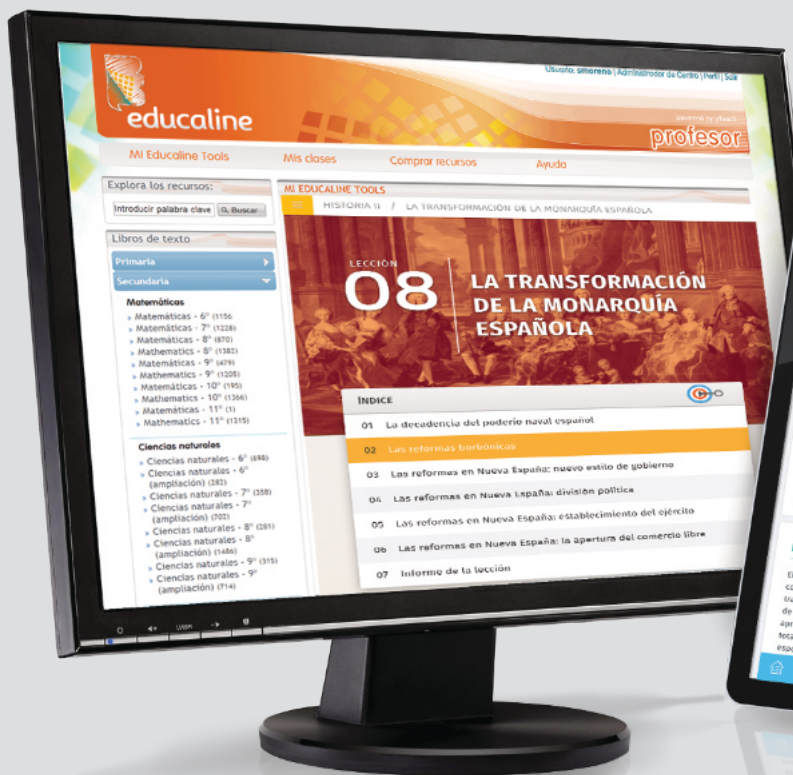 Usuario: smoreno | Administrador de Centro | Perfil | Salir
educaline
profesor
Mi Educaline Tools
Mis clases
Comprar recursos
Ayuda
Explora los recursos:
Introducir palabra clave
Buscar
Libros de texto
Primaria
Secundaria
Matemáticas
» Matemáticas - 6º (1156
» Matemáticas - 7º (1228)
» Matemáticas - 8º (870)
» Mathematics - 8º (1382)
» Matemáticas - 9º (479)
» Mathematics - 9º (1205)
» Matemáticas - 10º (195)
» Mathematics - 10º (1366)
» Matemáticas - 11º (1)
» Mathematics - 11º (1315)
Ciencias naturales
» Ciencias naturales - 6º (698)
» Ciencias naturales - 6º
(ampliación) (282)
» Ciencias naturales - 7º (358)
» Ciencias naturales - 7º
(ampliación) (702)
» Ciencias naturales - 8º (281)
» Ciencias naturales - 8º
(ampliación) (1486)
» Ciencias naturales - 9º (315)
» Ciencias naturales - 9º
(ampliación) (714)
MI EDUCALINE TOOLS
HISTORIA II / LA TRANSFORMACIÓN DE LA MONARQUÍA ESPAÑOLA
LECCIÓN
08
LA TRANSFORMACIÓN
DE LA MONARQUÍA
ESPAÑOLA
ÍNDICE
01 La decadencia del poderío naval español
02 Las reformas borbónicas
03 Las reformas en Nueva España: nuevo estilo de gobierno
04 Las reformas en Nueva España: división política
05 Las reformas en Nueva España: establecimiento del ejército
06 Las reformas en Nueva España: la apertura del comercio libre
07 Informe de la lección